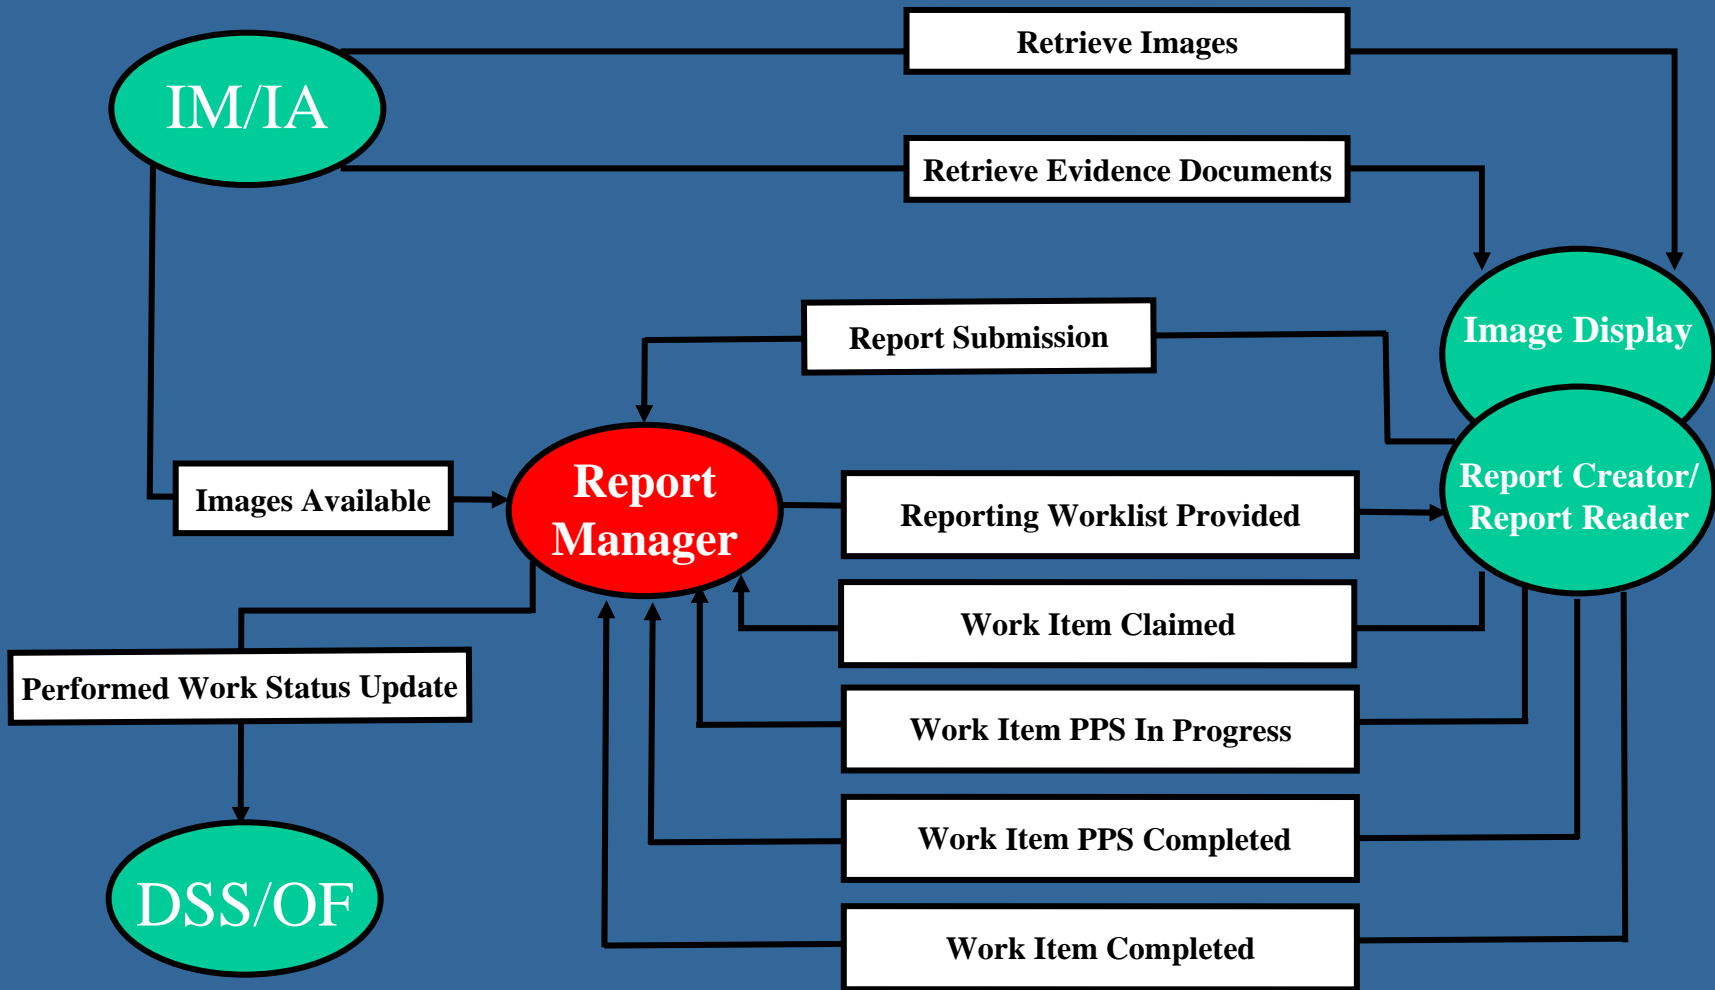 Retrieve Images
IM/IA
Retrieve Evidence Documents
Image Display
Report Submission
Report
Manager
Report Creator/
Report Reader
Images Available
Reporting Worklist Provided
Work Item Claimed
Performed Work Status Update
Work Item PPS In Progress
Work Item PPS Completed
DSS/OF
Work Item Completed